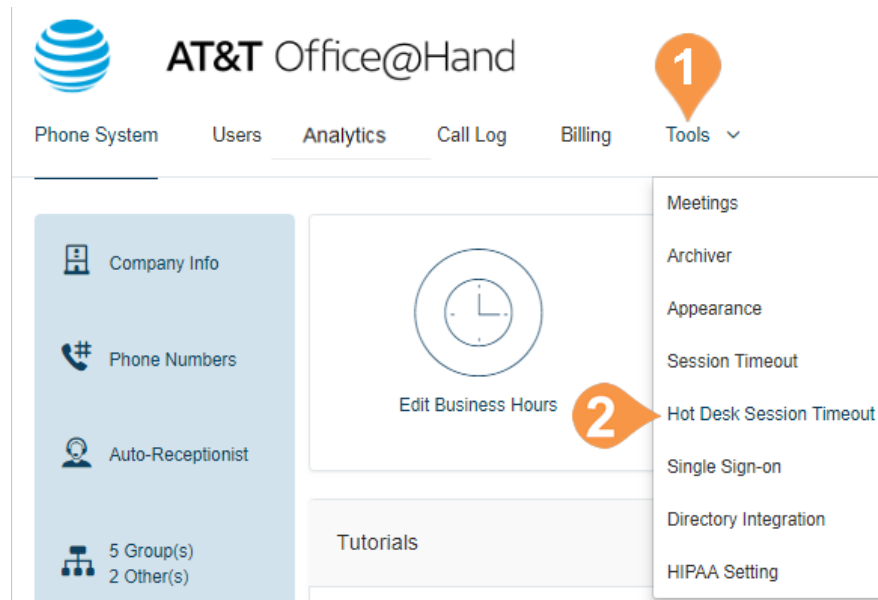 AT&T Office@Hand
1
Phone System Users Analytics Call Log Billing Tools
Meetings
Archiver
Appearance
Session Timeout
2
Hot Desk Session Timeout
Single Sign-on
Directory Integration
HIPAA Setting
Company Info
Phone Numbers
Auto-Receptionist
5 Group(s)
2 Other(s)
Edit Business Hours
Tutorials